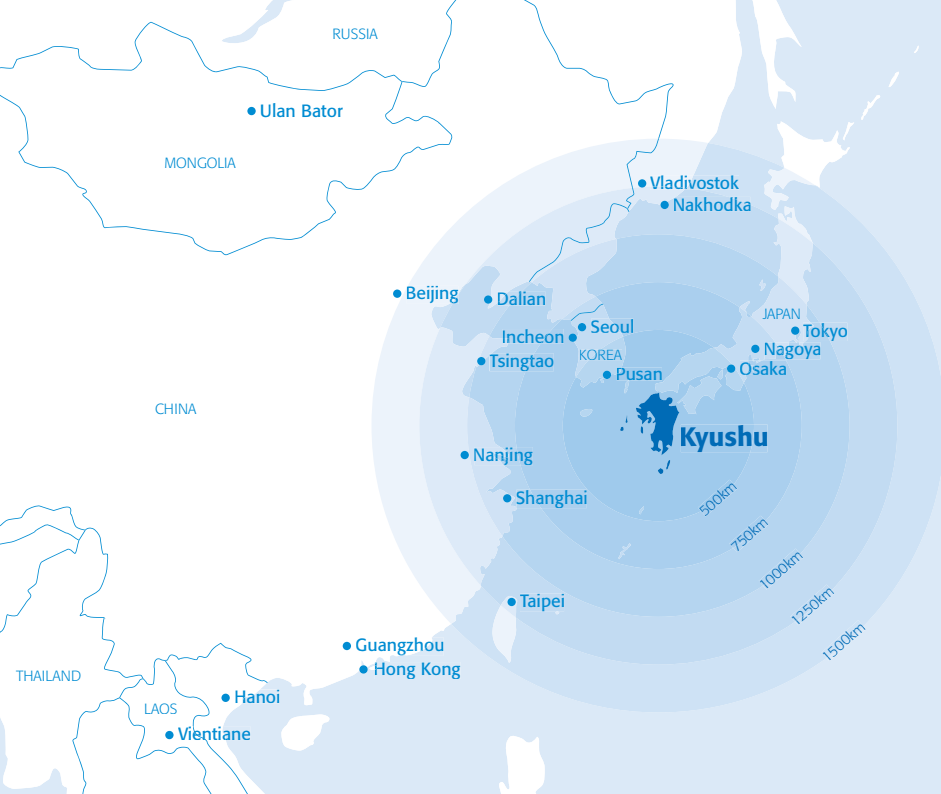 RUSSIA
Ulan Bator
MONGOLIA
Vladivostok
Nakhodka
Beijing
Dalian
JAPAN
Seoul
Tokyo
Incheon
Nagoya
KOREA
Tsingtao
Osaka
Pusan
CHINA
Kyushu
Nanjing
Shanghai
500km
750km
1000km
1250km
1500km
Taipei
Guangzhou
Hong Kong
THAILAND
Hanoi
LAOS
Vientiane